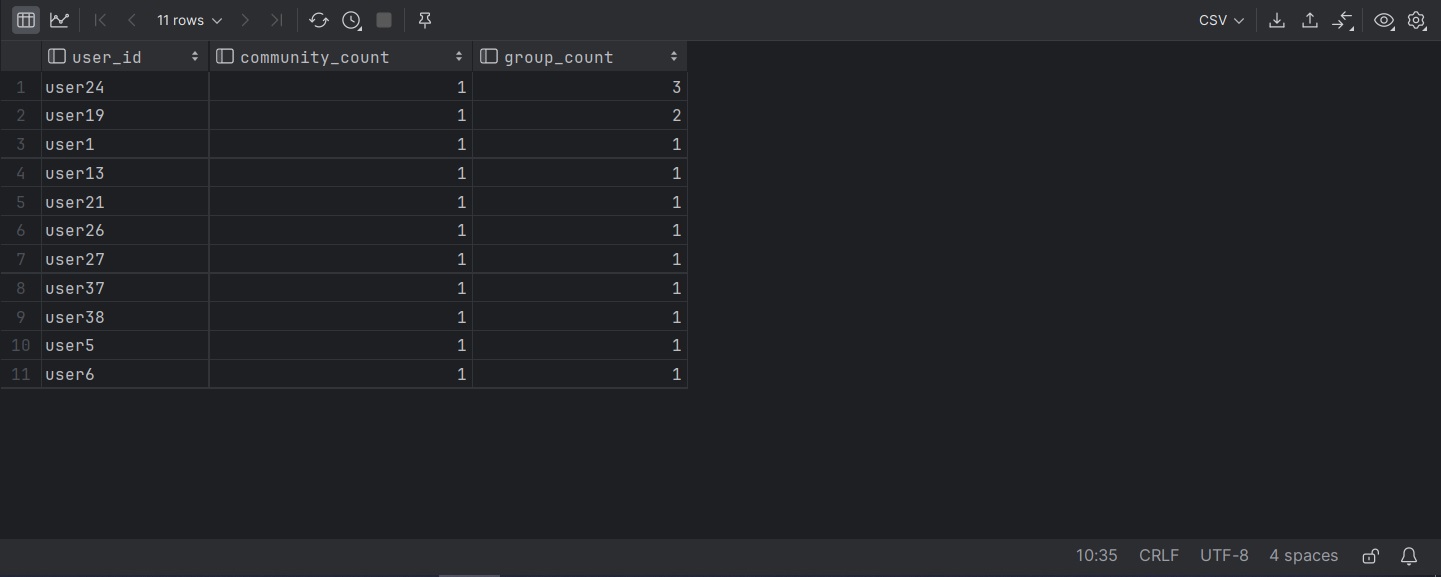 11 rows CSV
user_id community_count group_count
1 user24 1 3
2 user19 1 2
3 user1 1 1
4 user13 1 1
5 user21 1 1
6 user26 1 1
7 user27 1 1
8 user37 1 1
9 user38 1 1
10 user5 1 1
11 user6 1 1
10:35 CRLF UTF-8 4 spaces